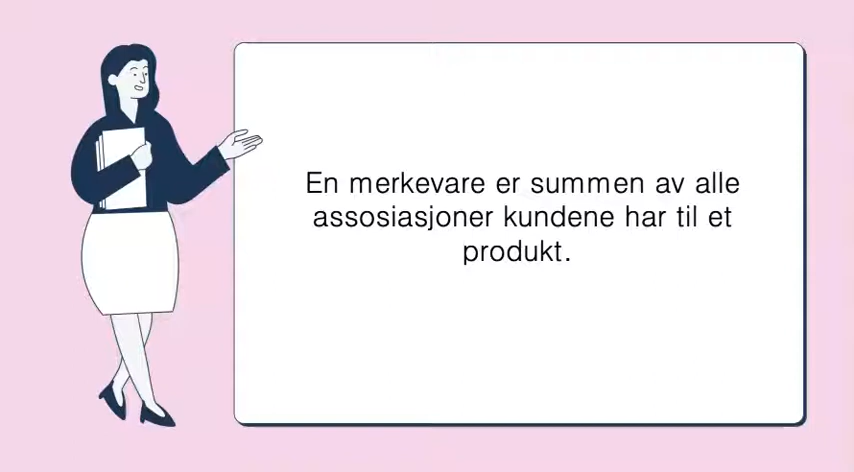 En merkevare er summen av alle
assosiasjoner kundene har til et
produkt.